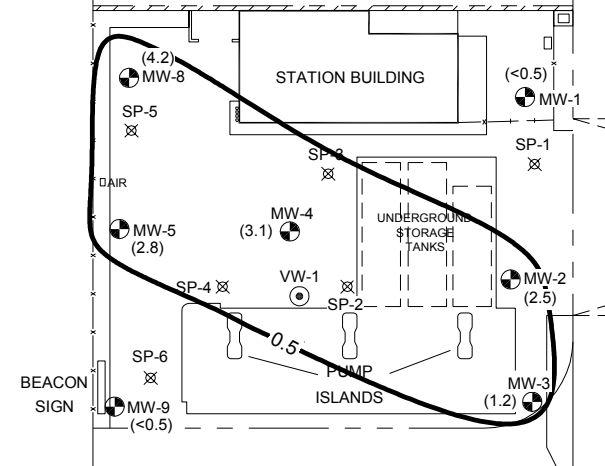 (4.2)
MW-8
STATION BUILDING
(<0.5)
MW-1
SP-5
SP-1
SP-3
AIR
MW-4
(3.1)
UNDERGROUND
STORAGE
TANKS
MW-5
(2.8)
MW-2
(2.5)
SP-4
VW-1
SP-2
0.5
SP-6
PUMP
ISLANDS
MW-3
(1.2)
BEACON
SIGN
MW-9
(<0.5)